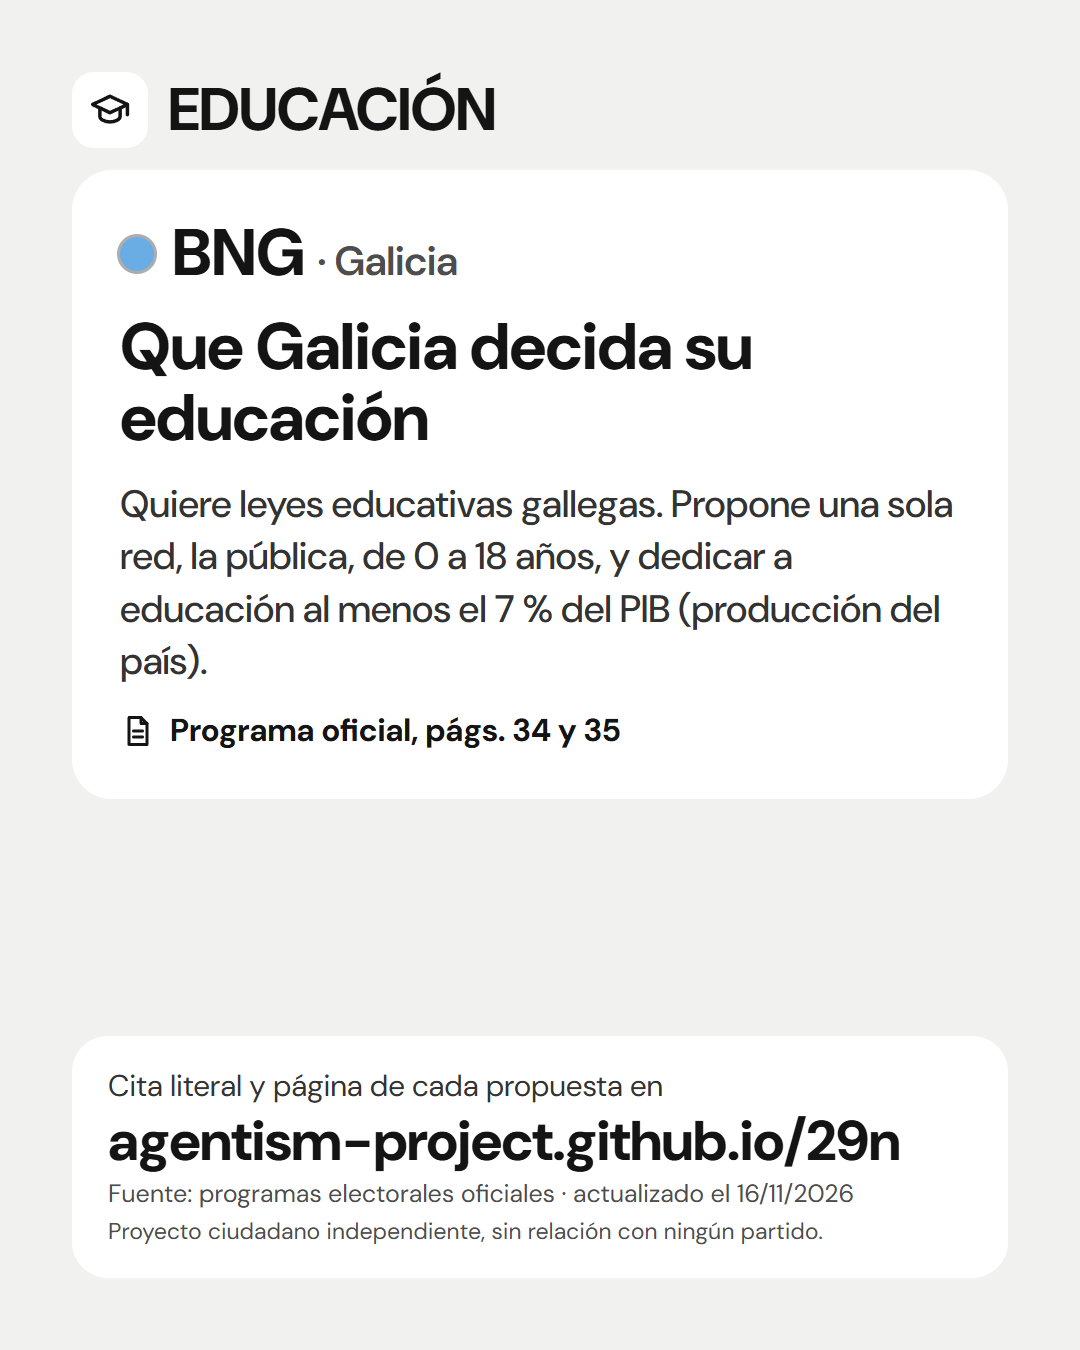 EDUCACIÓN
BNG · Galicia
Que Galicia decida su
educación
Quiere leyes educativas gallegas. Propone una sola
red, la pública, de 0 a 18 años, y dedicar a
educación al menos el 7 % del PIB (producción del
país).
Programa oficial, págs. 34 y 35
Cita literal y página de cada propuesta en
agentism-project.github.io/29n
Fuente: programas electorales oficiales · actualizado el 16/11/2026
Proyecto ciudadano independiente, sin relación con ningún partido.